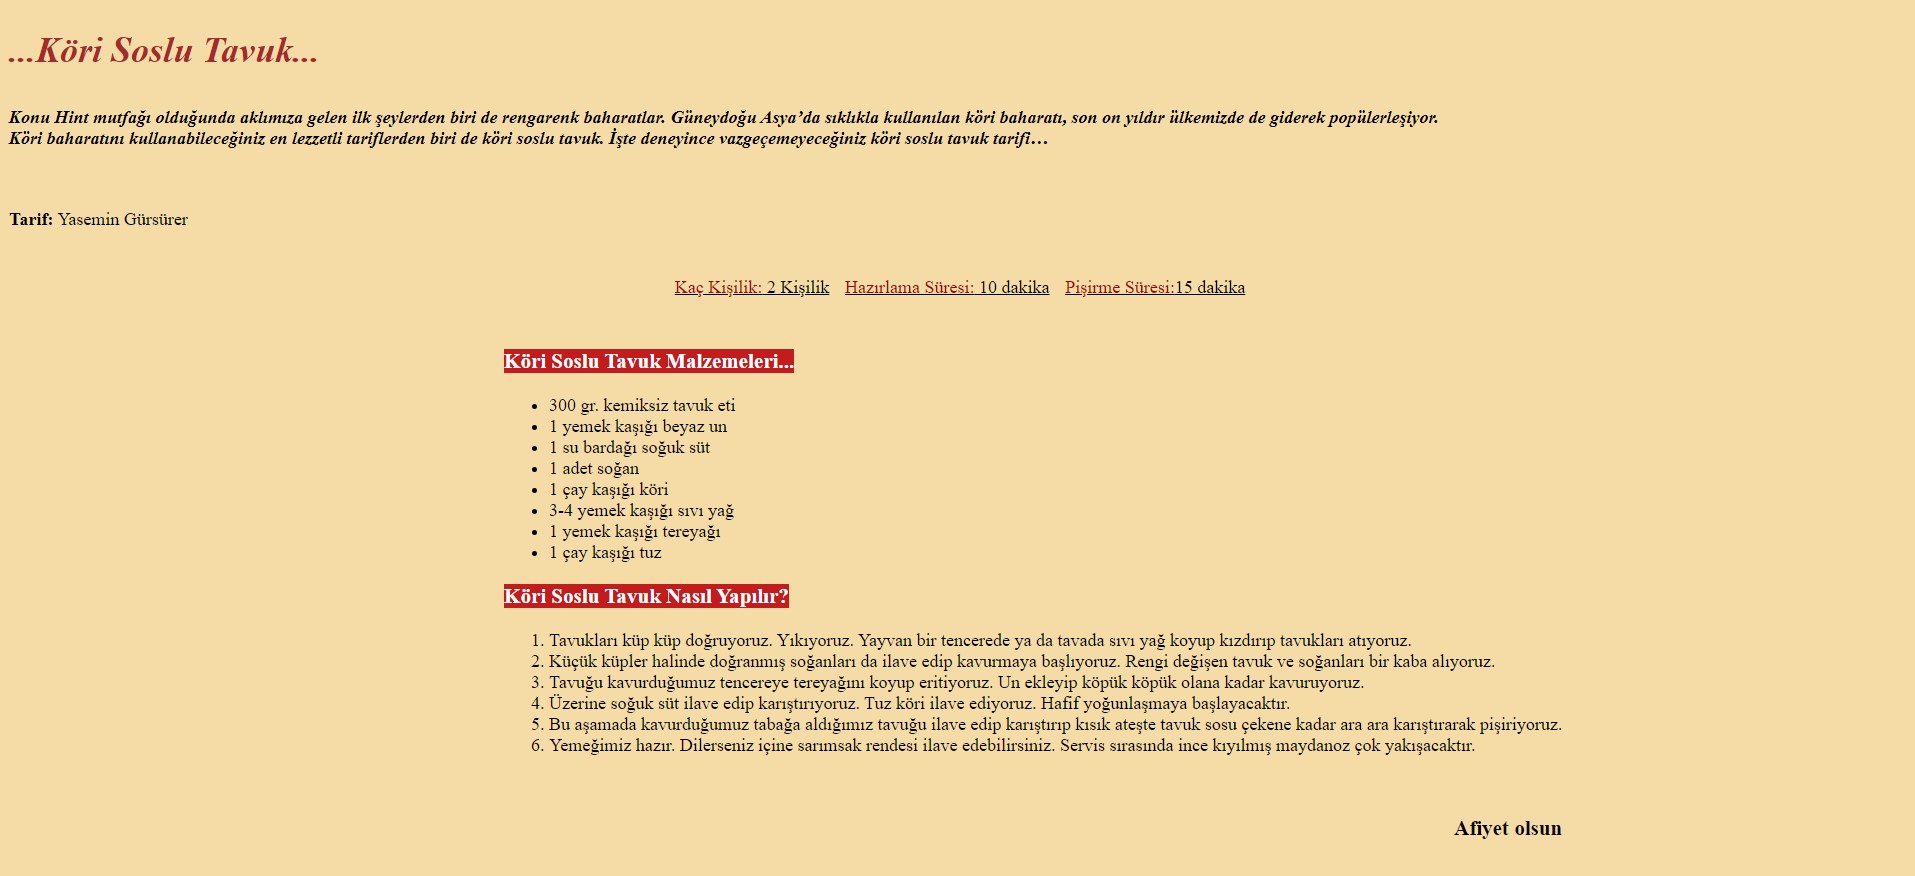 ...Köri Soslu Tavuk...
Konu Hint mutfağı olduğunda aklımıza gelen ilk şeylerden biri de rengarenk baharatlar. Güneydoğu Asya’da sıklıkla kullanılan köri baharatı, son on yıldır ülkemizde de giderek popülerleşiyor.
Köri baharatını kullanabileceğiniz en lezzetli tariflerden biri de köri soslu tavuk. İşte deneyince vazgeçemeyeceğiniz köri soslu tavuk tarifi…
Tarif: Yasemin Gürsürer
Kaç Kişilik: 2 Kişilik Hazırlama Süresi: 10 dakika Pişirme Süresi:15 dakika
Köri Soslu Tavuk Malzemeleri...
• 300 gr. kemiksiz tavuk eti
• 1 yemek kaşığı beyaz un
• 1 su bardağı soğuk süt
• 1 adet soğan
• 1 çay kaşığı köri
• 3-4 yemek kaşığı sıvı yağ
• 1 yemek kaşığı tereyağı
• 1 çay kaşığı tuz
Köri Soslu Tavuk Nasıl Yapılır?
1. Tavukları küp küp doğruyoruz. Yıkıyoruz. Yayvan bir tencerede ya da tavada sıvı yağ koyup kızdırıp tavukları atıyoruz.
2. Küçük küpler halinde doğranmış soğanları da ilave edip kavurmaya başlıyoruz. Rengi değişen tavuk ve soğanları bir kaba alıyoruz.
3. Tavuğu kavurduğumuz tencereye tereyağını koyup eritiyoruz. Un ekleyip köpük köpük olana kadar kavuruyoruz.
4. Üzerine soğuk süt ilave edip karıştırıyoruz. Tuz köri ilave ediyoruz. Hafif yoğunlaşmaya başlayacaktır.
5. Bu aşamada kavurduğumuz tabağa aldığımız tavuğu ilave edip karıştırıp kısık ateşte tavuk sosu çekene kadar ara ara karıştırarak pişiriyoruz.
6. Yemeğimiz hazır. Dilerseniz içine sarımsak rendesi ilave edebilirsiniz. Servis sırasında ince kıyılmış maydanoz çok yakışacaktır.
Afiyet olsun